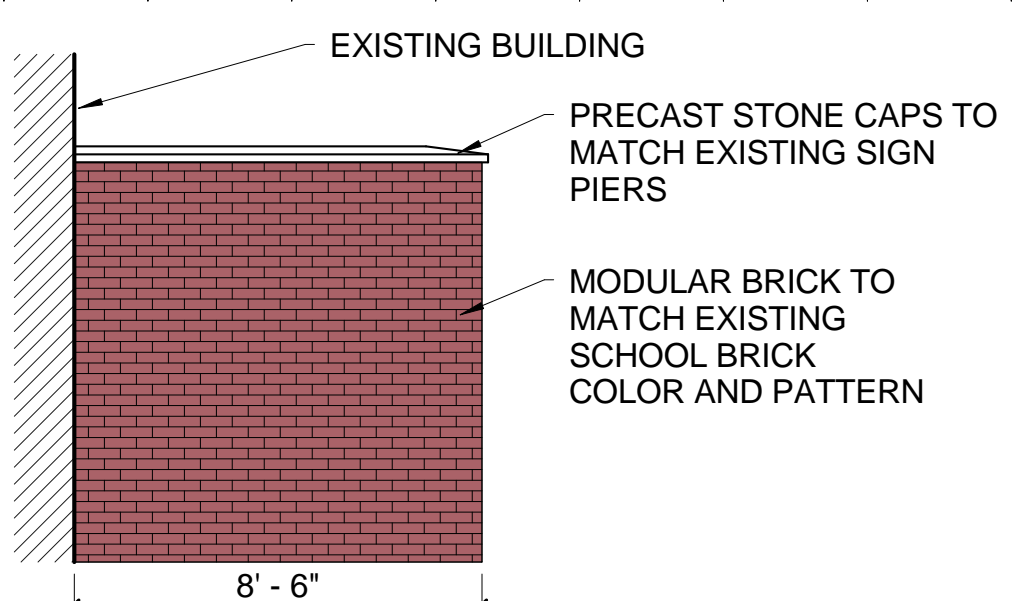 EXISTING BUILDING
PRECAST STONE CAPS TO
MATCH EXISTING SIGN
PIERS
MODULAR BRICK TO
MATCH EXISTING
SCHOOL BRICK
COLOR AND PATTERN
8' - 6"